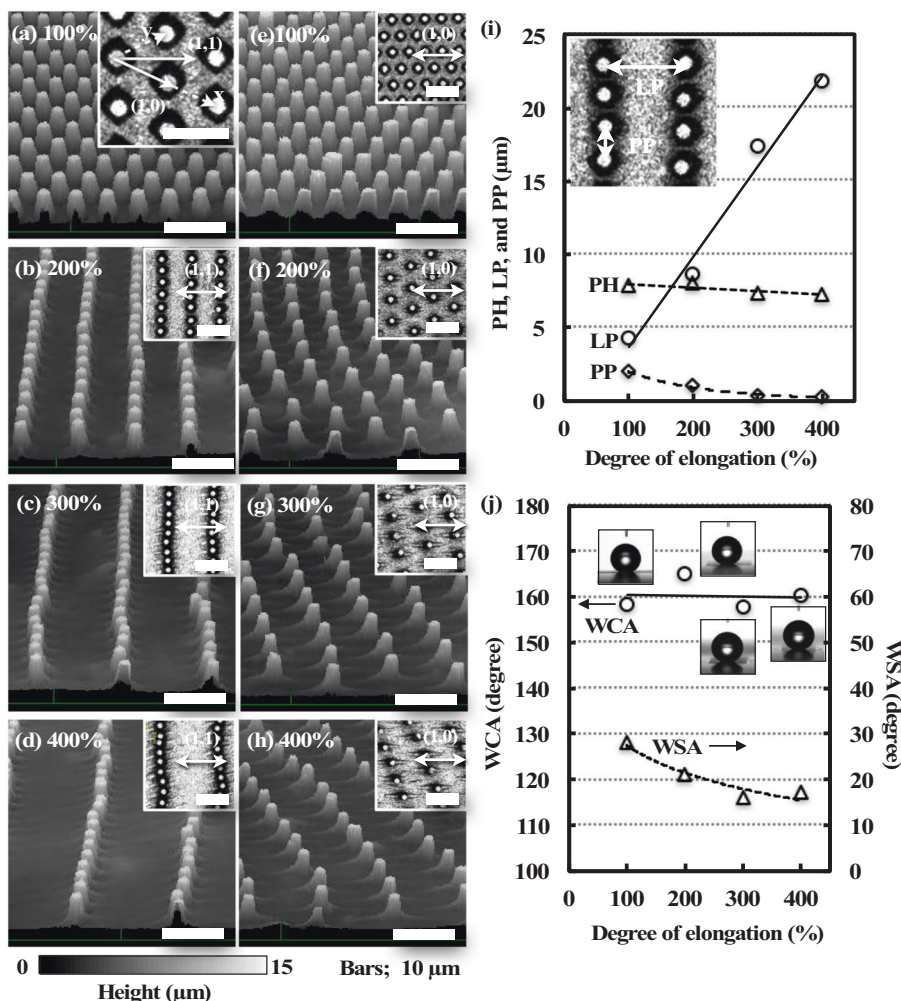 (a) 100%
y
(1,1)
(1,0)
x
(e) 100%
(1,0)
(b) 200%
(1,1)
(f) 200%
(1,0)
(c) 300%
(1,1)
(g) 300%
(1,0)
(d) 400%
(1,1)
(h) 400%
(1,0)
0
15
Height (μm)
Bars; 10 μm
(i)
25
20
15
10
5
0
PH, LP, and PP (μm)
LP
PP
PH
LP
PP
0 100 200 300 400
Degree of elongation (%)
(j)
180
170
160
150
140
130
120
110
100
WCA (degree)
80
70
60
50
40
30
20
10
0
WSA (degree)
WCA
WSA
0 100 200 300 400
Degree of elongation (%)